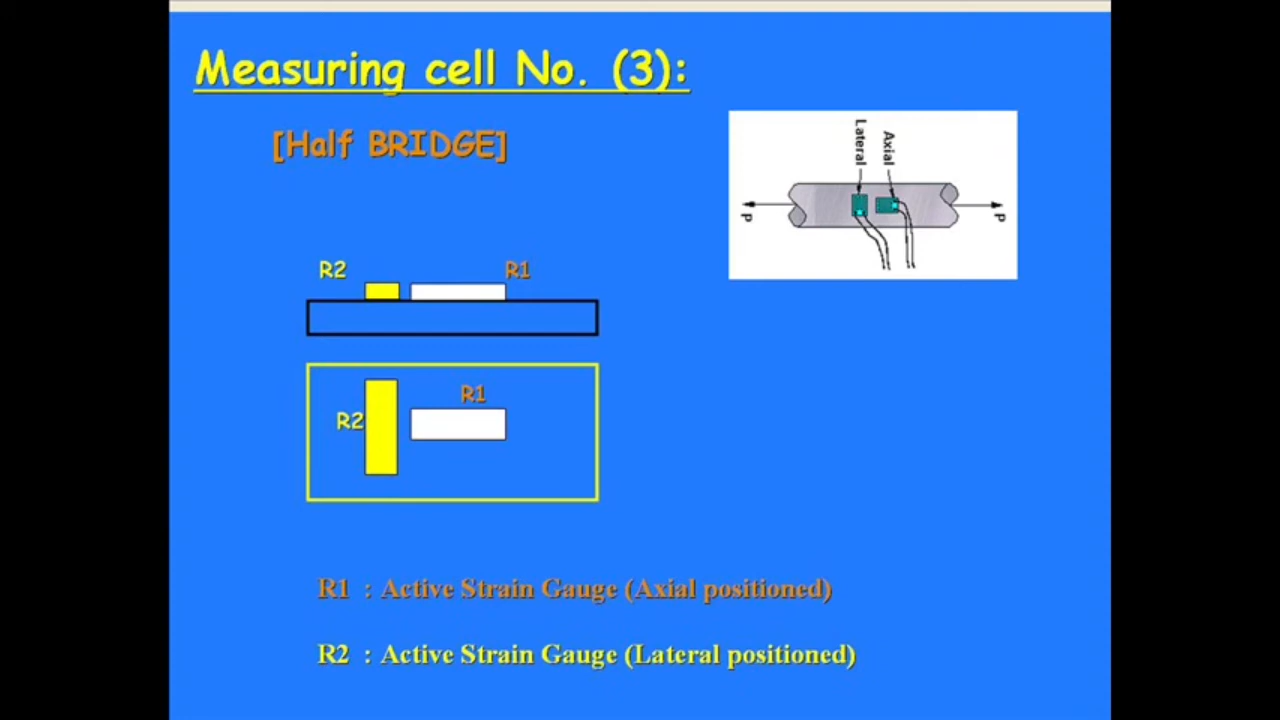 Measuring cell No. (3):
[Half BRIDGE]
Lateral
Axial
P
P
R2
R1
R1
R2
R1 : Active Strain Gauge (Axial positioned)
R2 : Active Strain Gauge (Lateral positioned)